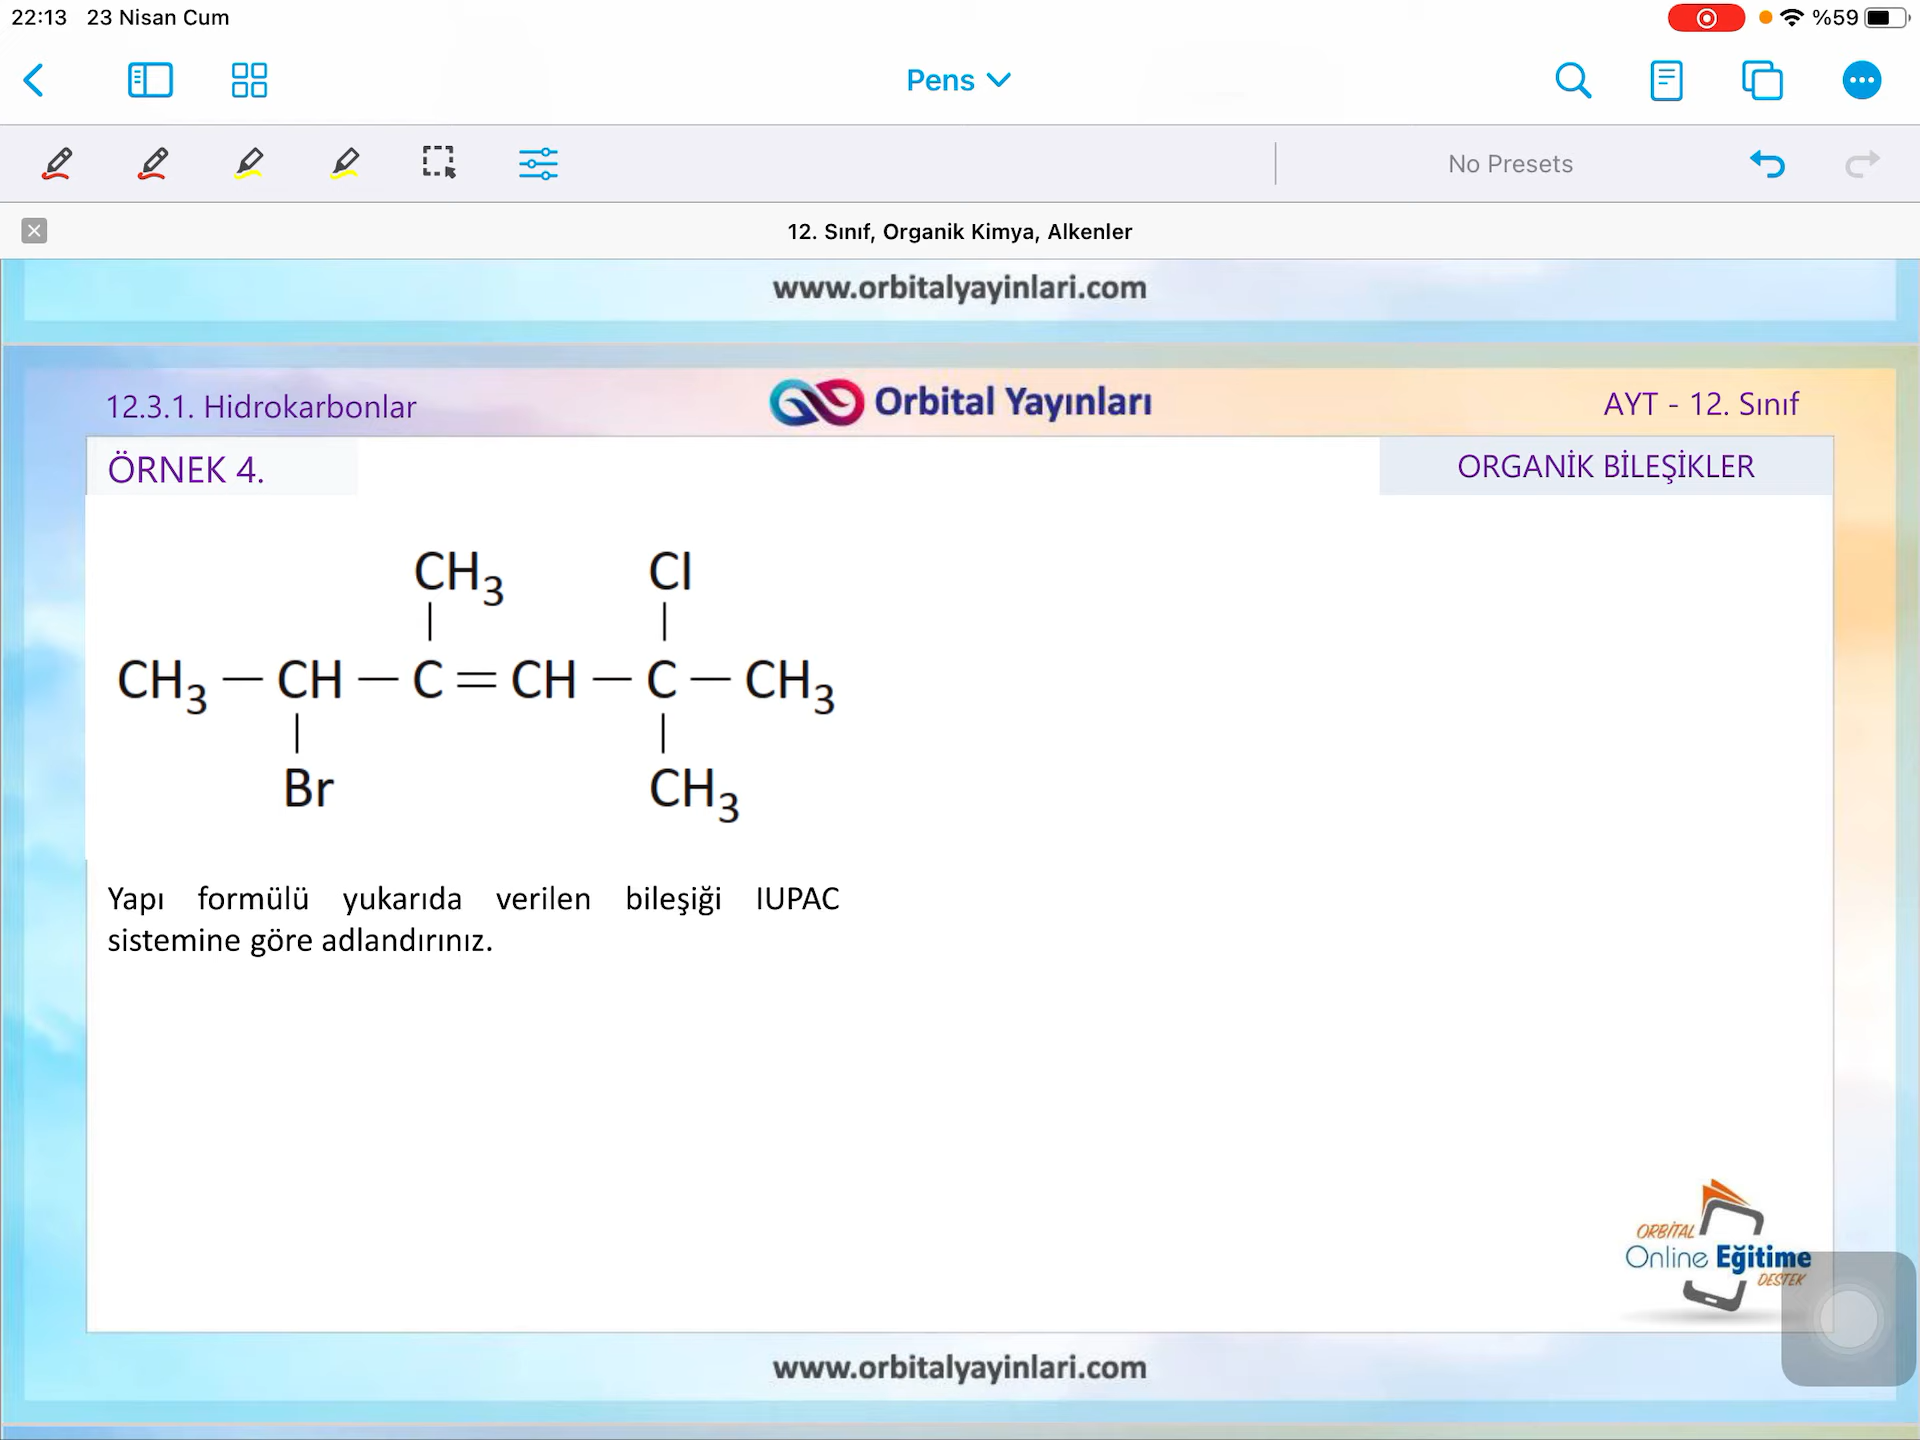 22:13 23 Nisan Cum %59
Pens
No Presets
12. Sınıf, Organik Kimya, Alkenler
www.orbitalyayinlari.com
12.3.1. Hidrokarbonlar Orbital Yayınları AYT - 12. Sınıf
ÖRNEK 4. ORGANİK BİLEŞİKLER
CH₃ Cl
CH₃ — CH — C = CH — C — CH₃
Br CH₃
Yapı formülü yukarıda verilen bileşiği IUPAC
sistemine göre adlandırınız.
ORBİTAL
Online Eğitime
DESTEK
www.orbitalyayinlari.com